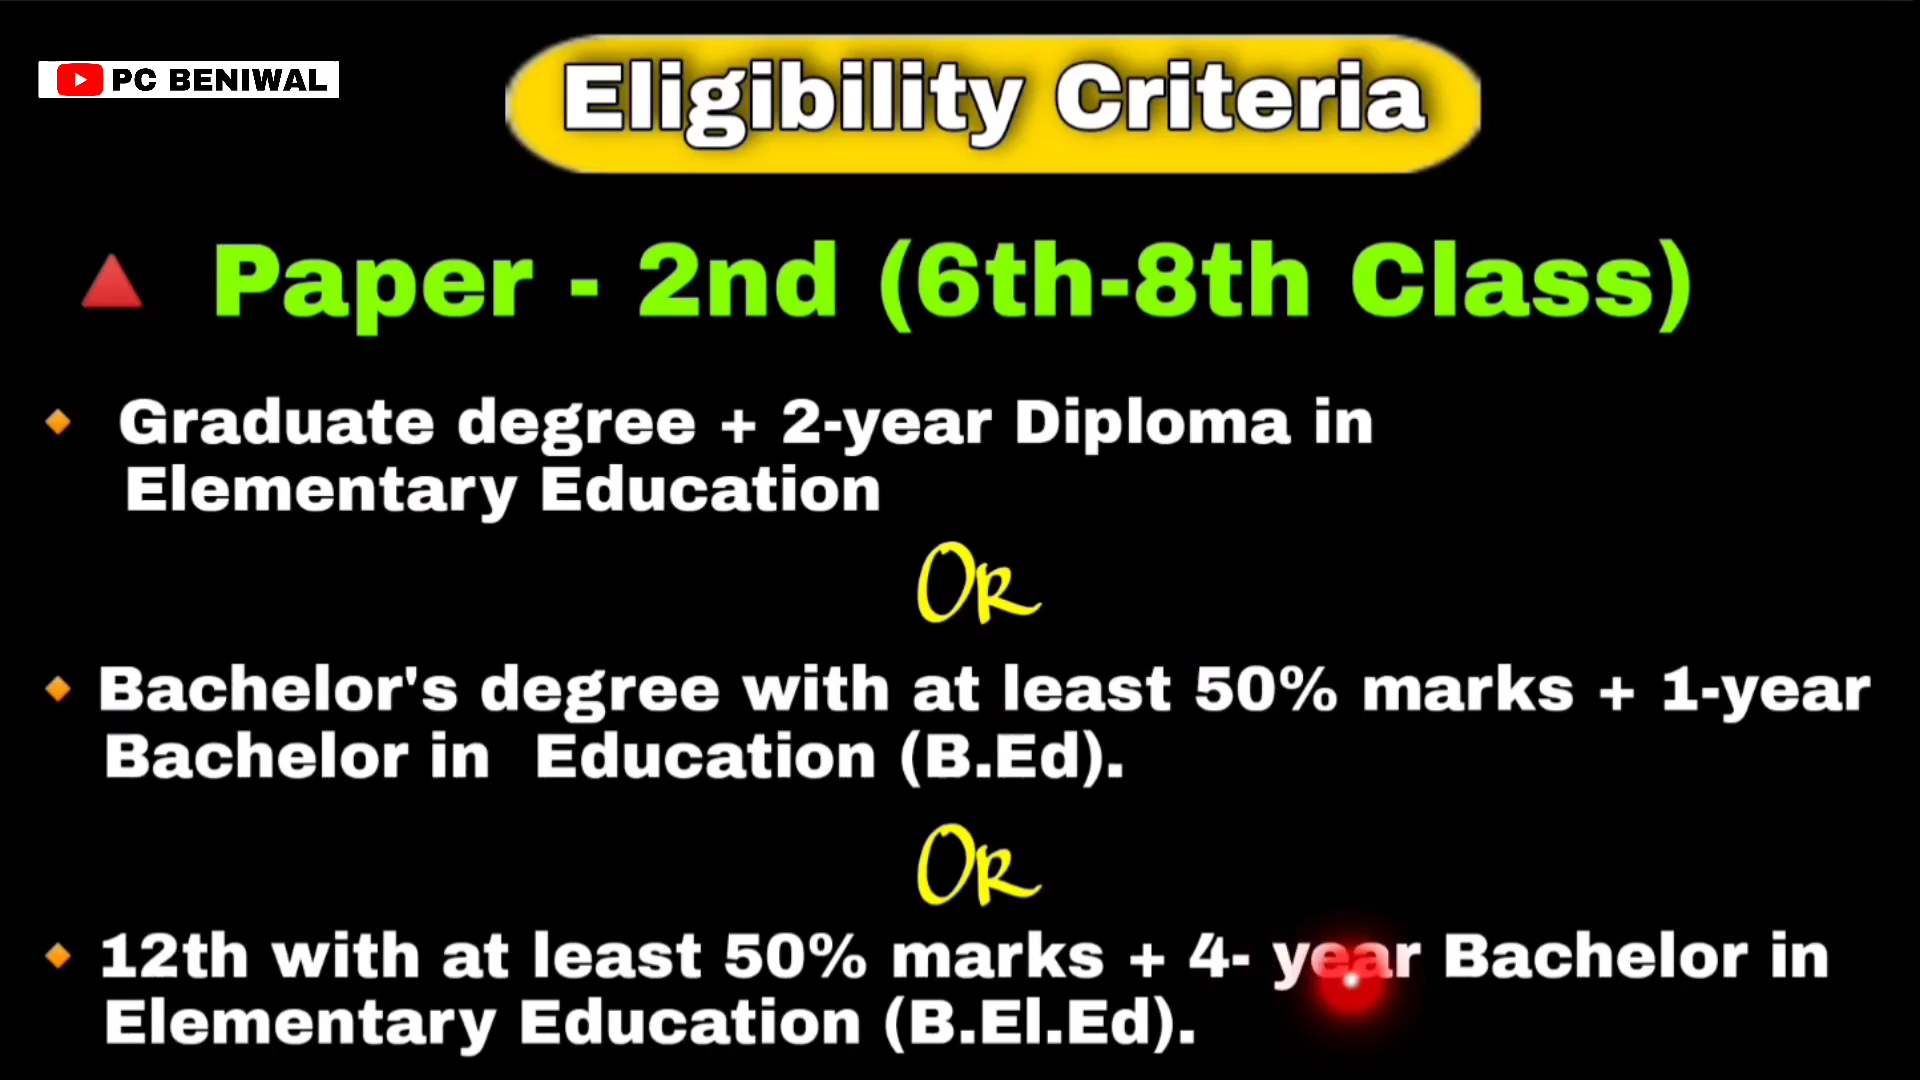 PC BENIWAL
Eligibility Criteria
Paper - 2nd (6th-8th Class)
Graduate degree + 2-year Diploma in
Elementary Education
OR
Bachelor's degree with at least 50% marks + 1-year
Bachelor in Education (B.Ed).
OR
12th with at least 50% marks + 4- year Bachelor in
Elementary Education (B.El.Ed).